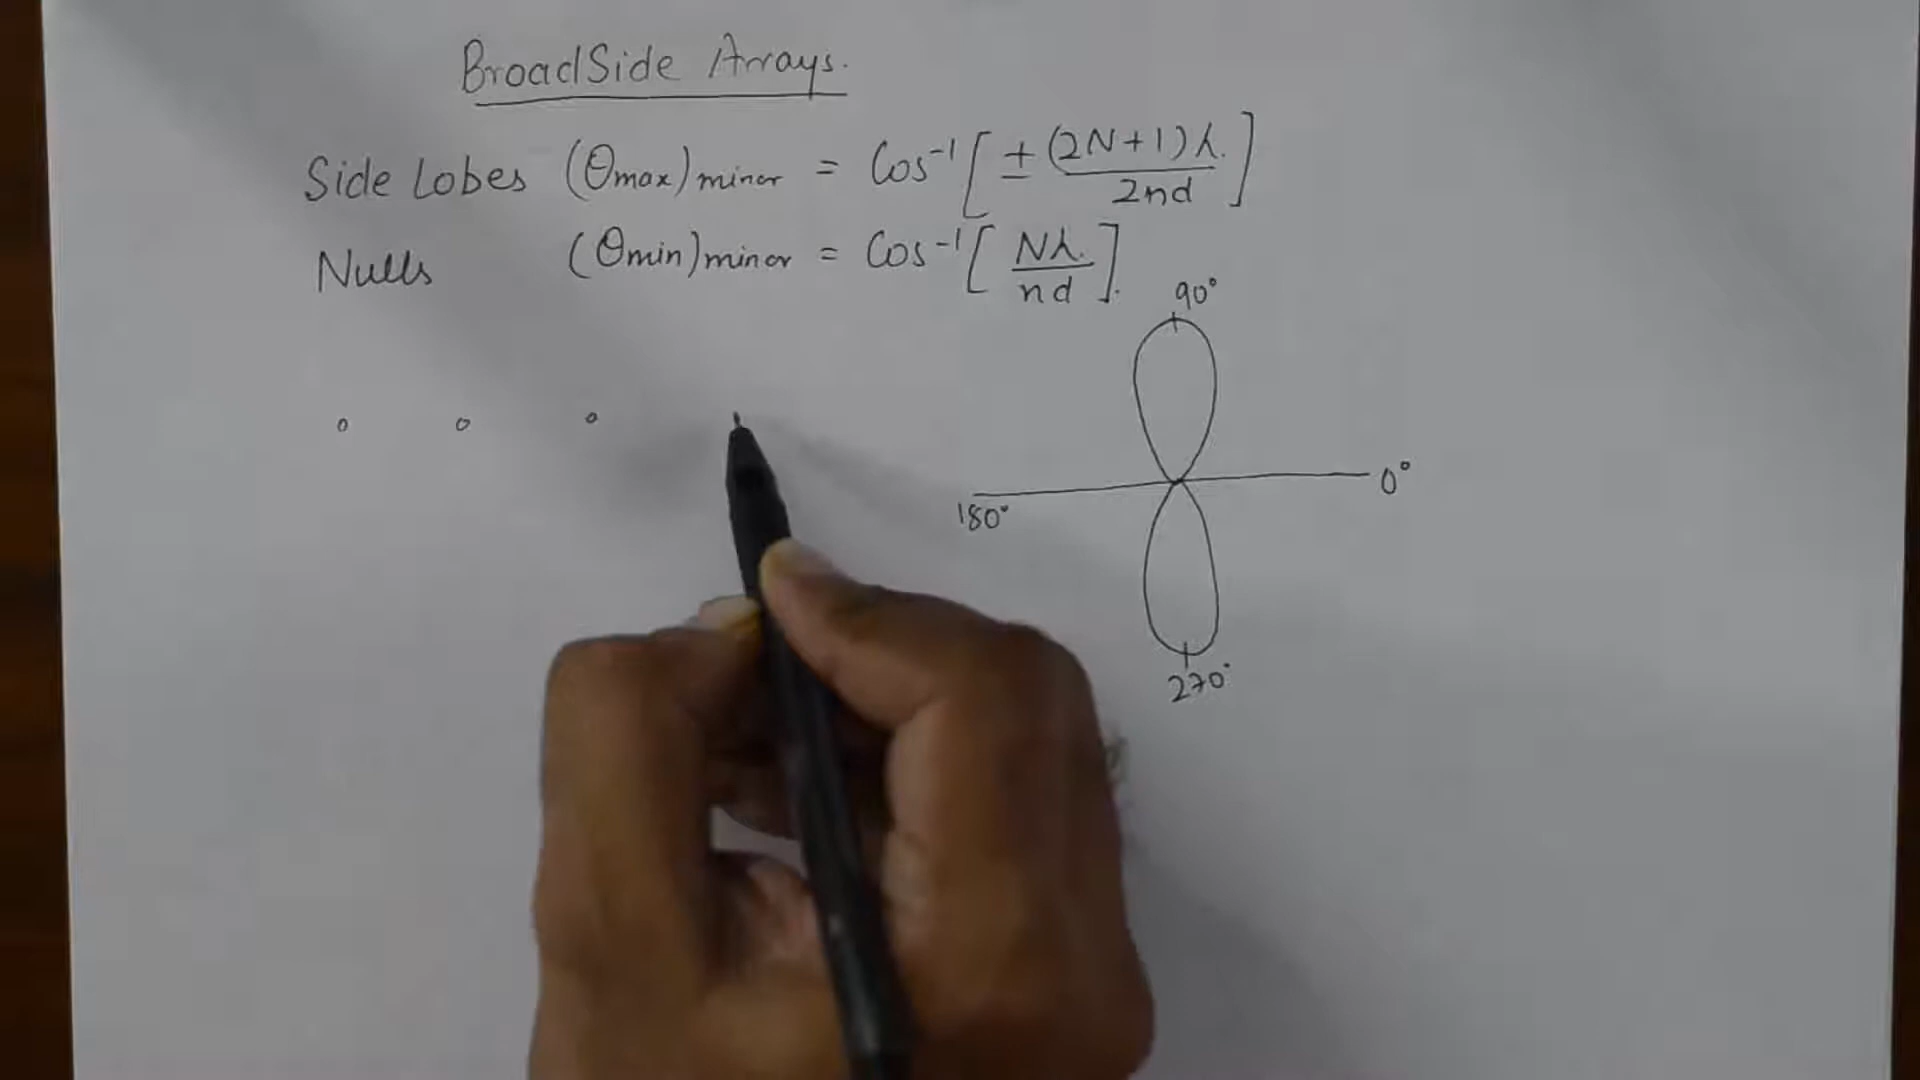 BroadSide Arrays.
Side Lobes (θmax)minor = Cos⁻¹[± (2N+1)λ / 2nd]
Nulls (θmin)minor = Cos⁻¹[Nλ / nd].
90°
0°
180°
270°